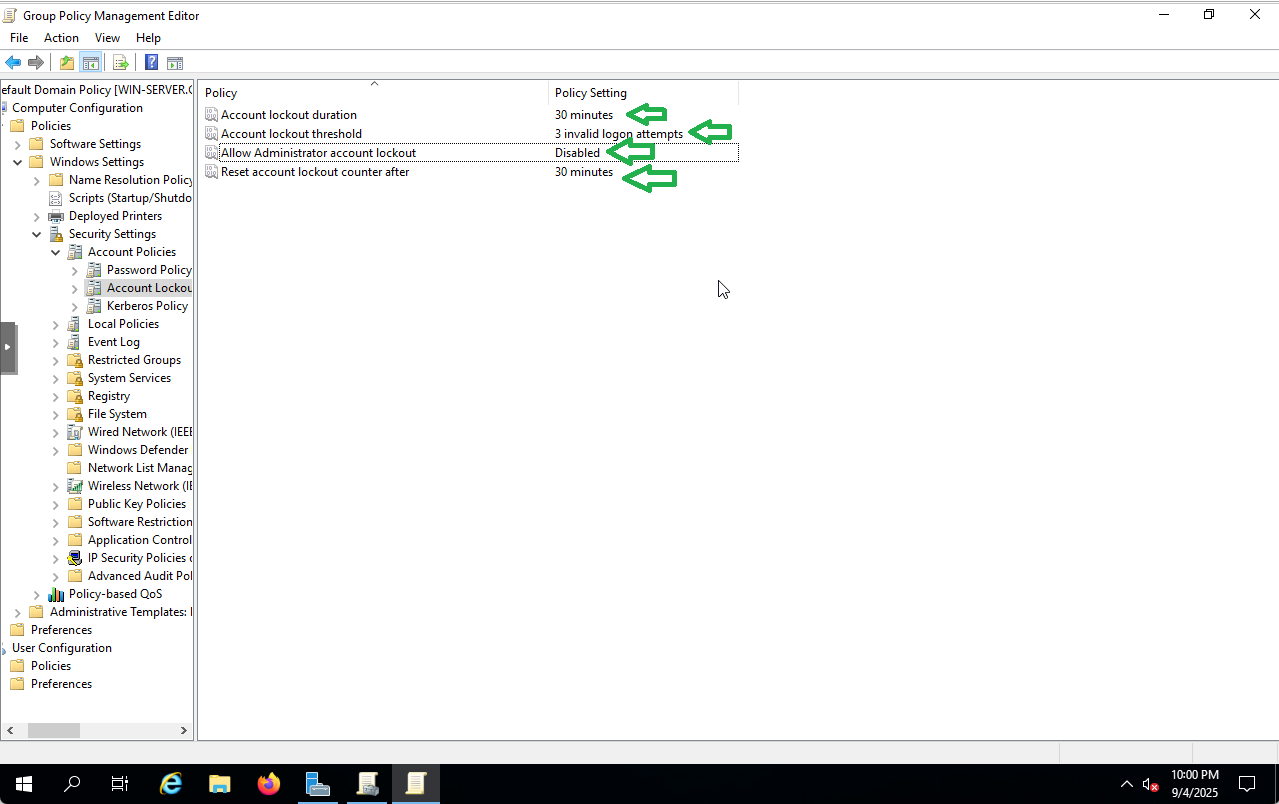 Group Policy Management Editor
File Action View Help
efault Domain Policy [WIN-SERVER.C
Computer Configuration
Policies
Software Settings
Windows Settings
Name Resolution Policy
Scripts (Startup/Shutdo
Deployed Printers
Security Settings
Account Policies
Password Policy
Account Lockou
Kerberos Policy
Local Policies
Event Log
Restricted Groups
System Services
Registry
File System
Wired Network (IEEE
Windows Defender
Network List Manag
Wireless Network (IE
Public Key Policies
Software Restriction
Application Control
IP Security Policies o
Advanced Audit Pol
Policy-based QoS
Administrative Templates:
Preferences
User Configuration
Policies
Preferences
Policy Policy Setting
Account lockout duration 30 minutes
Account lockout threshold 3 invalid logon attempts
Allow Administrator account lockout Disabled
Reset account lockout counter after 30 minutes
10:00 PM
9/4/2025